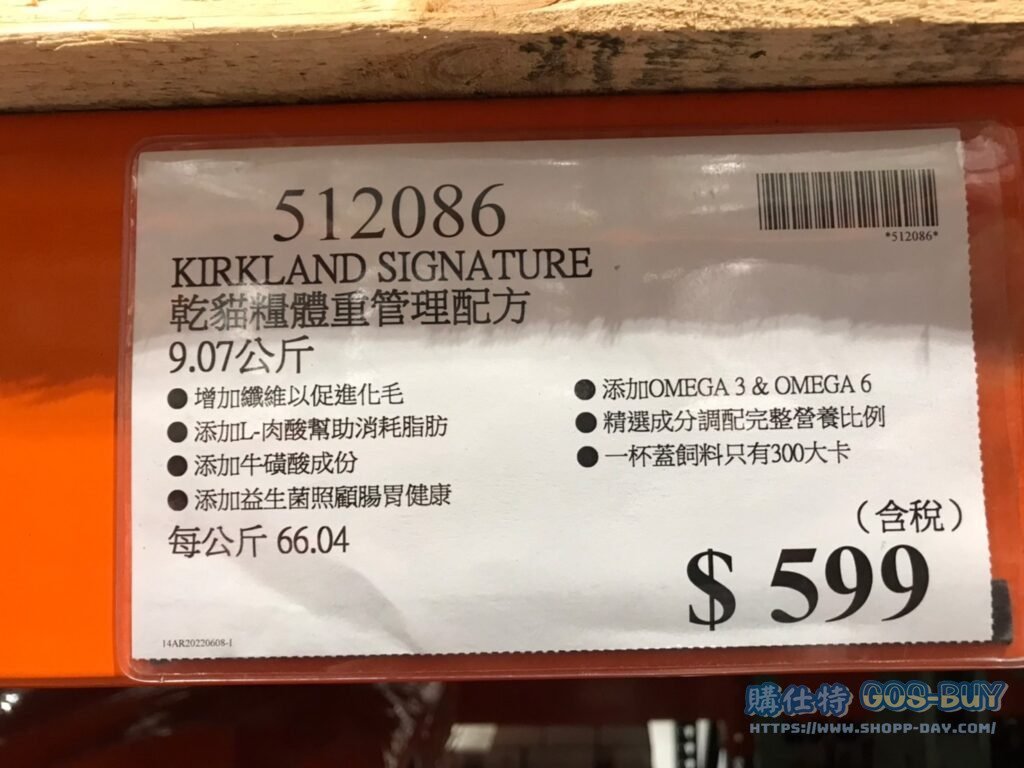 512086
*512086*
KIRKLAND SIGNATURE
乾貓糧體重管理配方
9.07公斤
●增加纖維以促進化毛
●添加L-肉酸幫助消耗脂肪
●添加牛磺酸成份
●添加益生菌照顧腸胃健康
●添加OMEGA 3 & OMEGA 6
●精選成分調配完整營養比例
●一杯蓋飼料只有300大卡
每公斤 66.04
（含稅）
$ 599
14AR20220608-1
購仕特 GOS-BUY
HTTPS://WWW.SHOPP-DAY.COM/